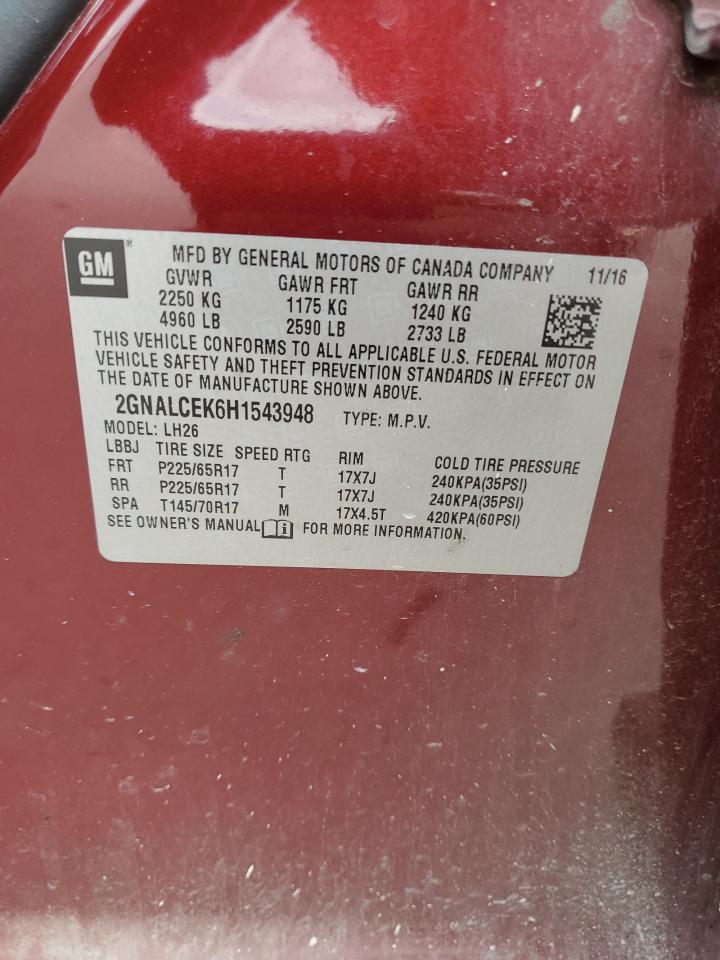 GM®
MFD BY GENERAL MOTORS OF CANADA COMPANY 11/16
GVWR GAWR FRT GAWR RR
2250 KG 1175 KG 1240 KG
4960 LB 2590 LB 2733 LB
THIS VEHICLE CONFORMS TO ALL APPLICABLE U.S. FEDERAL MOTOR
VEHICLE SAFETY AND THEFT PREVENTION STANDARDS IN EFFECT ON
THE DATE OF MANUFACTURE SHOWN ABOVE.
2GNALCEK6H1543948 TYPE: M.P.V.
MODEL: LH26
LBBJ TIRE SIZE SPEED RTG RIM COLD TIRE PRESSURE
FRT P225/65R17 T 17X7J 240KPA(35PSI)
RR P225/65R17 T 17X7J 240KPA(35PSI)
SPA T145/70R17 M 17X4.5T 420KPA(60PSI)
SEE OWNER'S MANUAL i FOR MORE INFORMATION.